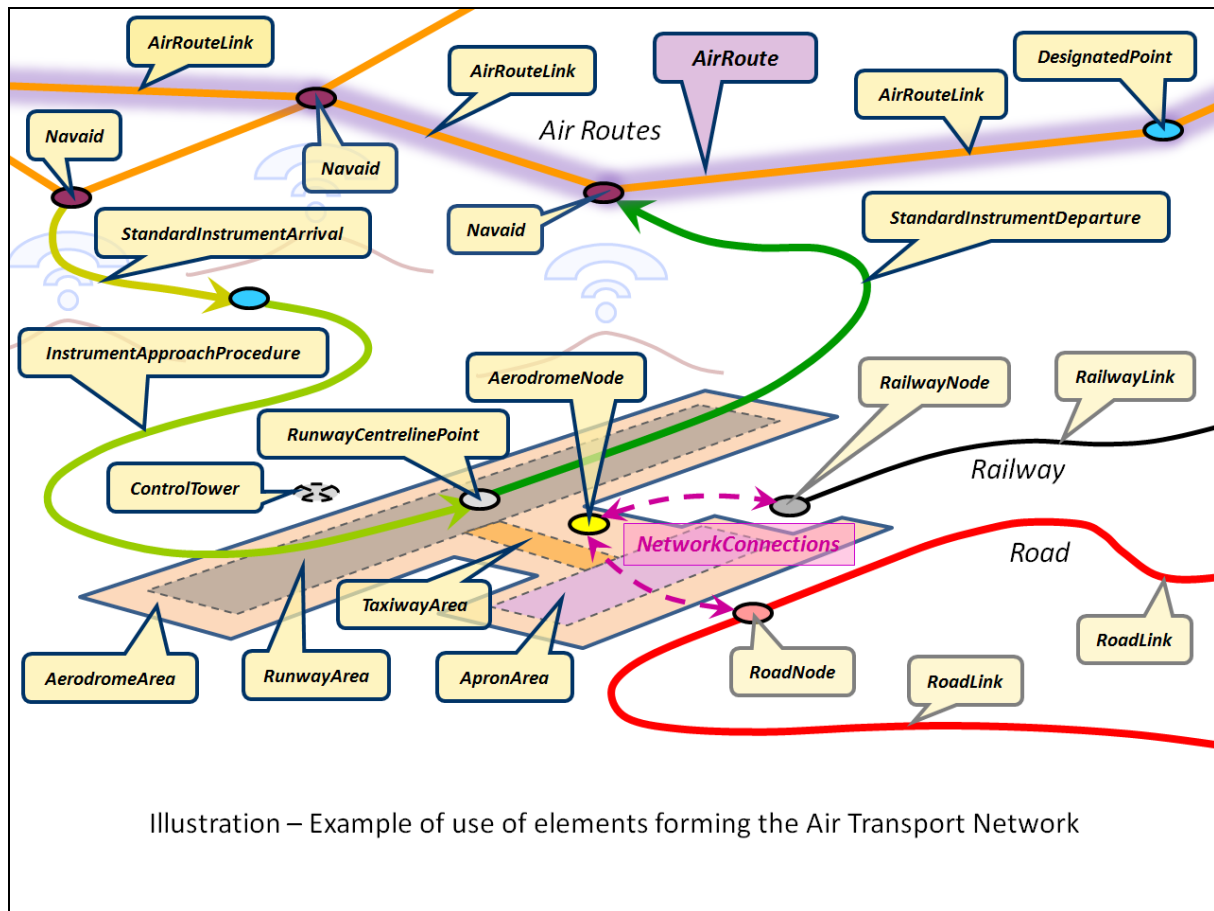 AirRouteLink
AirRouteLink
AirRoute
DesignatedPoint
AirRouteLink
Air Routes
Navaid
Navaid
Navaid
StandardInstrumentArrival
StandardInstrumentDeparture
InstrumentApproachProcedure
AerodromeNode
RailwayNode
RailwayLink
RunwayCentrelinePoint
Railway
ControlTower
NetworkConnections
Road
TaxiwayArea
AerodromeArea
RunwayArea
ApronArea
RoadNode
RoadLink
RoadLink
Illustration – Example of use of elements forming the Air Transport Network